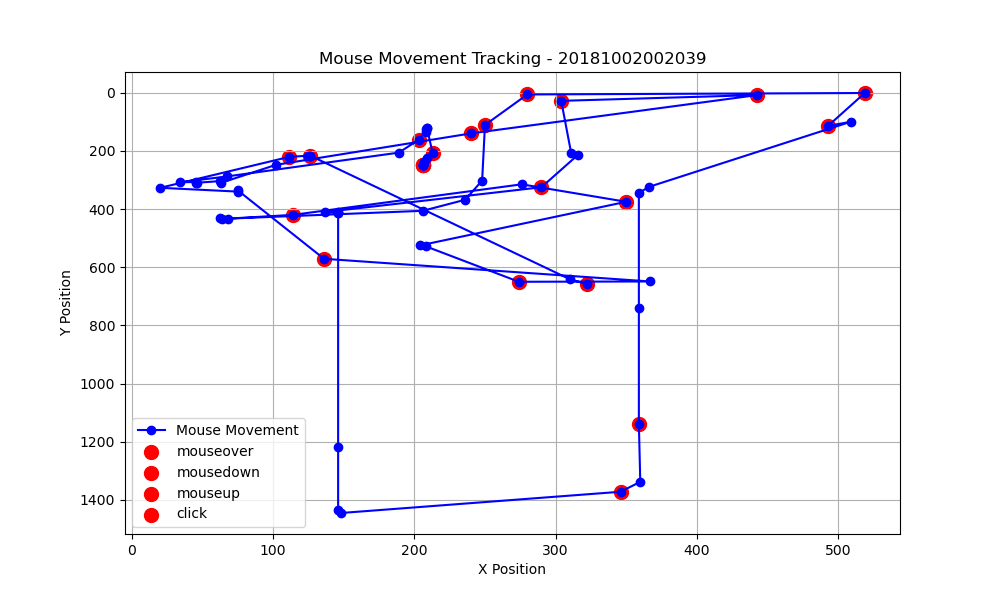 Mouse Movement Tracking - 20181002002039
Y Position
0
200
400
600
800
1000
1200
1400
Mouse Movement
mouseover
mousedown
mouseup
click
0 100 200 300 400 500
X Position